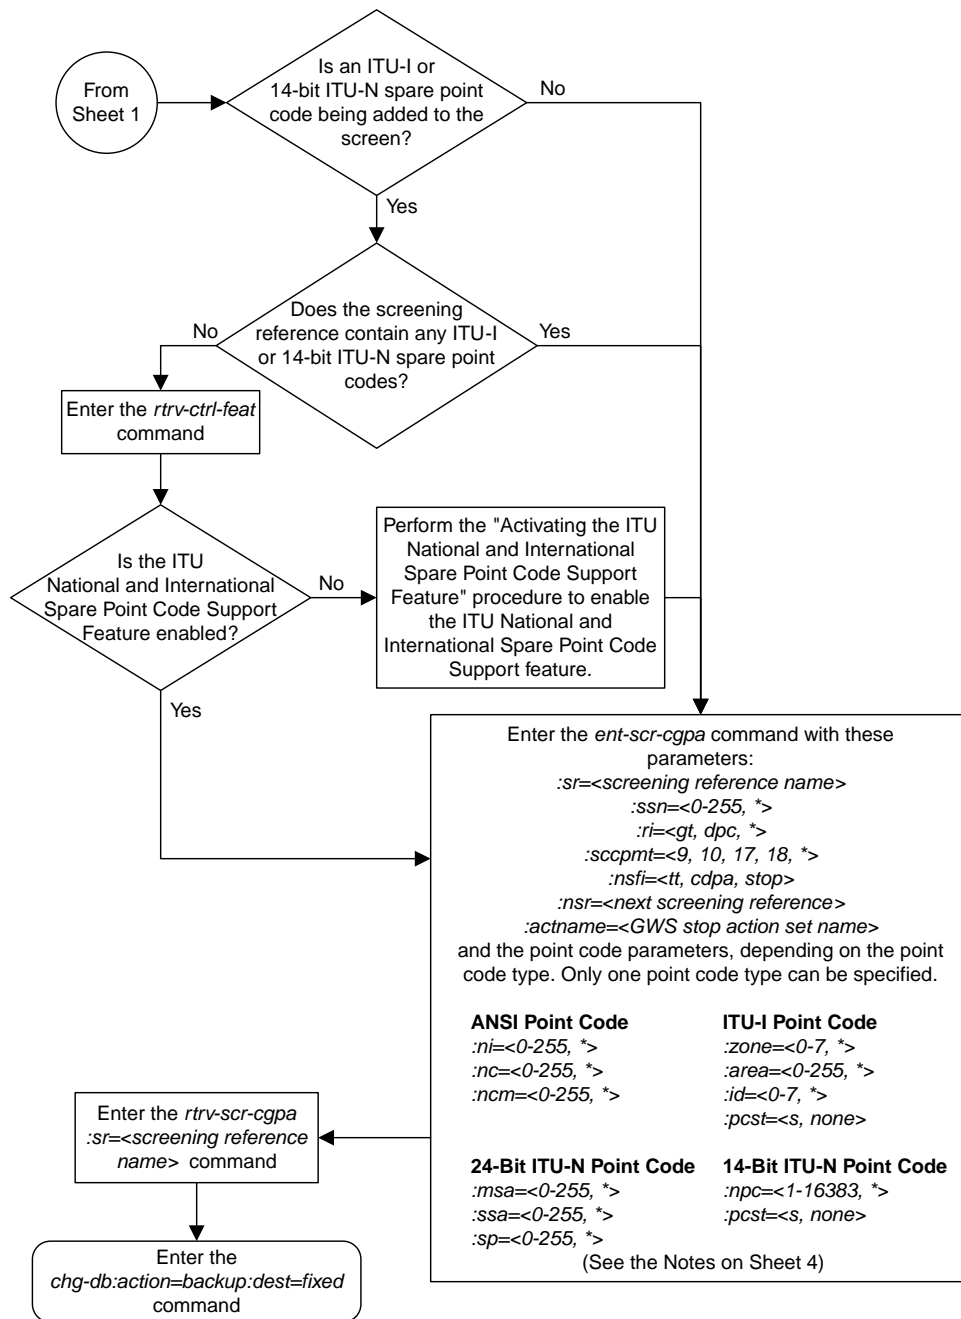 From
Sheet 1
Is an ITU-I or
14-bit ITU-N spare point
code being added to the
screen?
No
Yes
Does the screening
reference contain any ITU-I
or 14-bit ITU-N spare point
codes?
No
Yes
Enter the rtrv-ctrl-feat
command
Is the ITU
National and International
Spare Point Code Support
Feature enabled?
No
Yes
Perform the "Activating the ITU
National and International
Spare Point Code Support
Feature" procedure to enable
the ITU National and
International Spare Point Code
Support feature.
Enter the ent-scr-cgpa command with these
parameters:
:sr=<screening reference name>
:ssn=<0-255, *>
:ri=<gt, dpc, *>
:sccpmt=<9, 10, 17, 18, *>
:nsfi=<tt, cdpa, stop>
:nsr=<next screening reference>
:actname=<GWS stop action set name>
and the point code parameters, depending on the point
code type. Only one point code type can be specified.
ANSI Point Code
:ni=<0-255, *>
:nc=<0-255, *>
:ncm=<0-255, *>
ITU-I Point Code
:zone=<0-7, *>
:area=<0-255, *>
:id=<0-7, *>
:pcst=<s, none>
24-Bit ITU-N Point Code
:msa=<0-255, *>
:ssa=<0-255, *>
:sp=<0-255, *>
14-Bit ITU-N Point Code
:npc=<1-16383, *>
:pcst=<s, none>
(See the Notes on Sheet 4)
Enter the rtrv-scr-cgpa
:sr=<screening reference
name> command
Enter the
chg-db:action=backup:dest=fixed
command